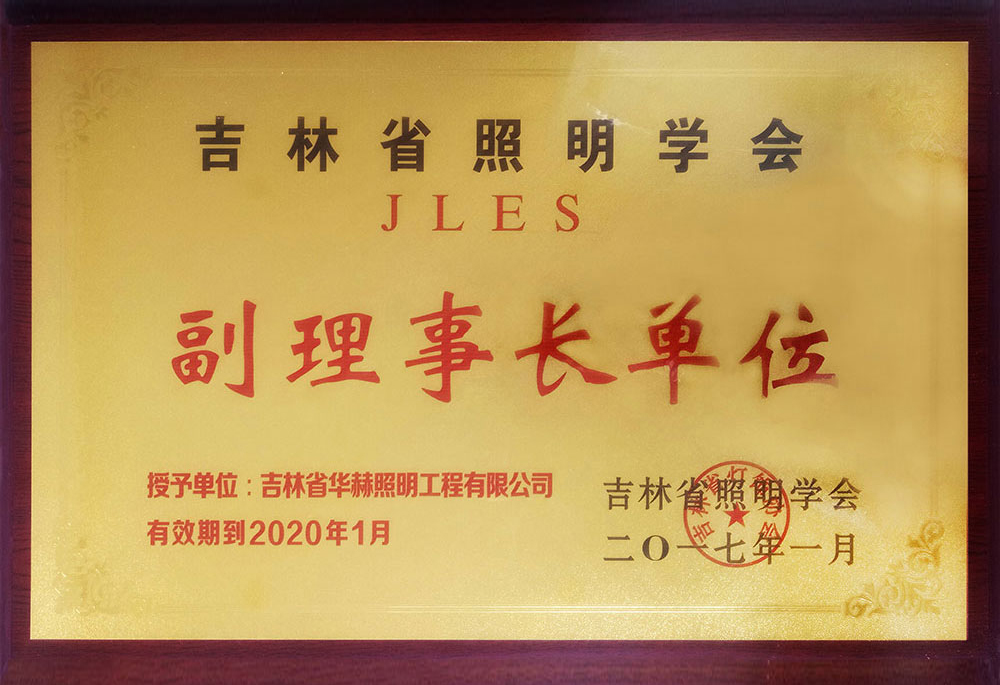 吉林省照明学会
JLES
副理事长单位
授予单位：吉林省华赫照明工程有限公司
有效期到2020年1月
吉林省照明学会
二〇一七年一月